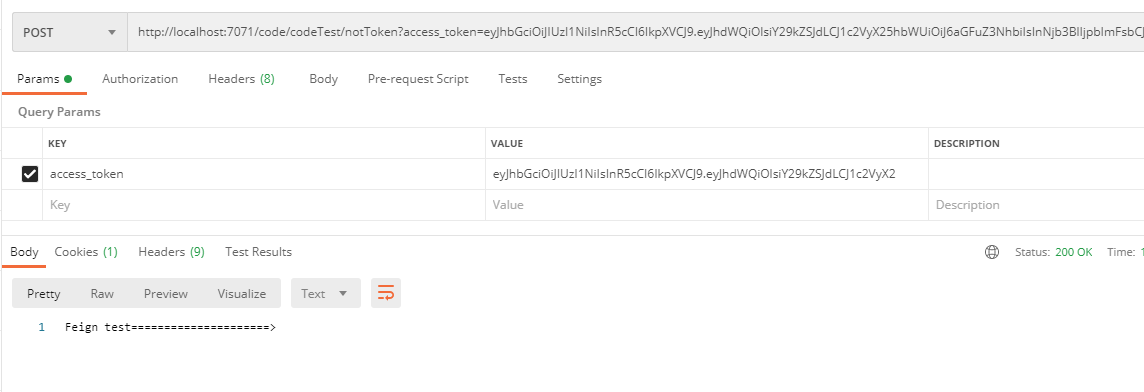 POST http://localhost:7071/code/codeTest/notToken?access_token=eyJhbGciOiJIUzI1NiIsInR5cCI6IkpXVCJ9.eyJhdWQiOlsiY29kZSJdLCJ1c2VyX25hbWUiOiJ6aGFuZ3NhbiIsInNjb3BlIjpbImFsbCJ
Params Authorization Headers (8) Body Pre-request Script Tests Settings
Query Params
KEY VALUE DESCRIPTION
access_token eyJhbGciOiJIUzI1NiIsInR5cCI6IkpXVCJ9.eyJhdWQiOlsiY29kZSJdLCJ1c2VyX2
Key Value Description
Body Cookies (1) Headers (9) Test Results Status: 200 OK Time: 1
Pretty Raw Preview Visualize Text
1 Feign test=====================>